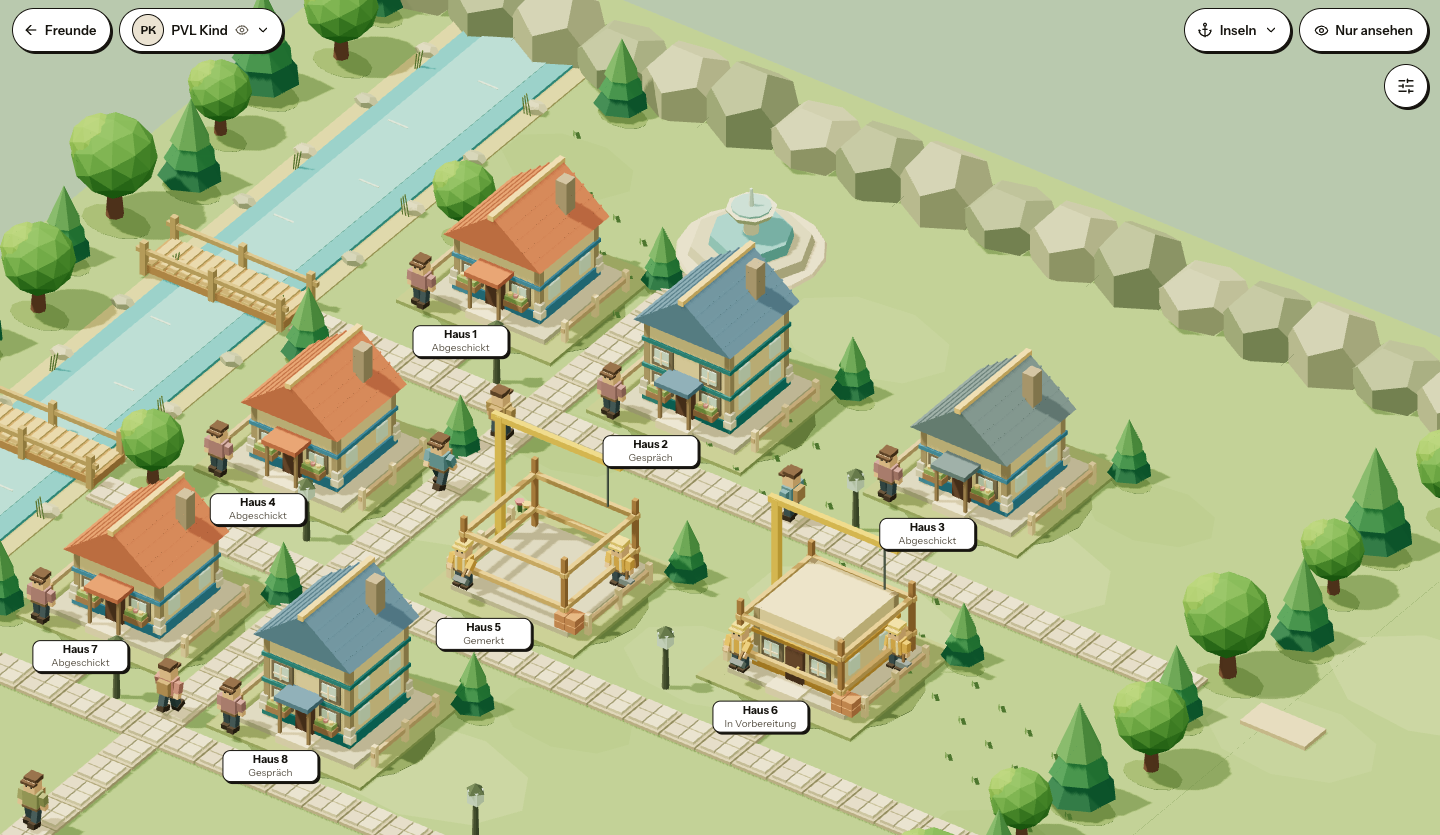 Freunde
PK PVL Kind
Inseln
Nur ansehen
Haus 1
Abgeschickt
Haus 2
Gespräch
Haus 3
Abgeschickt
Haus 4
Abgeschickt
Haus 5
Gemerkt
Haus 6
In Vorbereitung
Haus 7
Abgeschickt
Haus 8
Gespräch